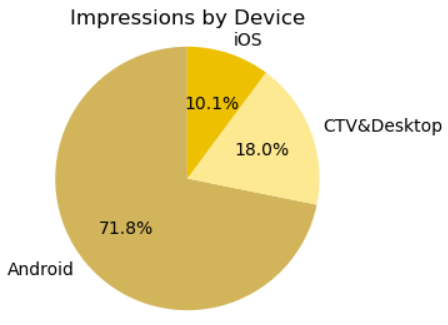 Impressions by Device
iOS
10.1%
CTV&Desktop
18.0%
71.8%
Android